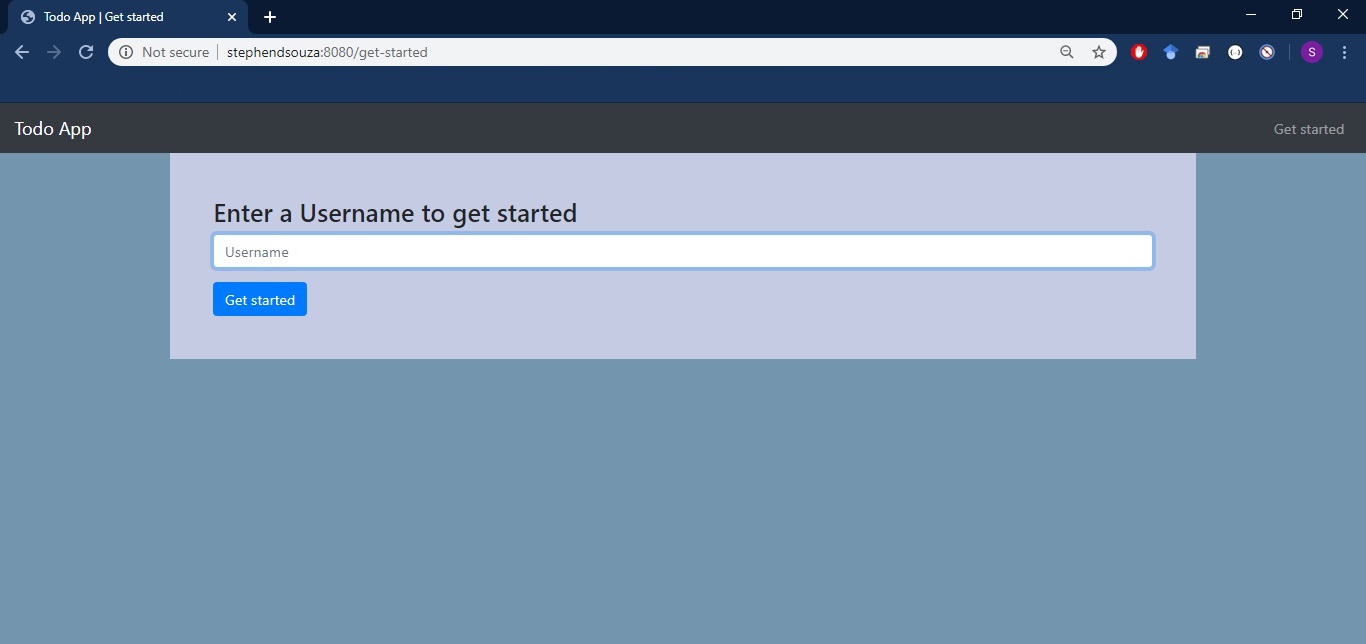 Todo App | Get started
Not secure | stephendsouza:8080/get-started
S
Todo App
Get started
Enter a Username to get started
Username
Get started